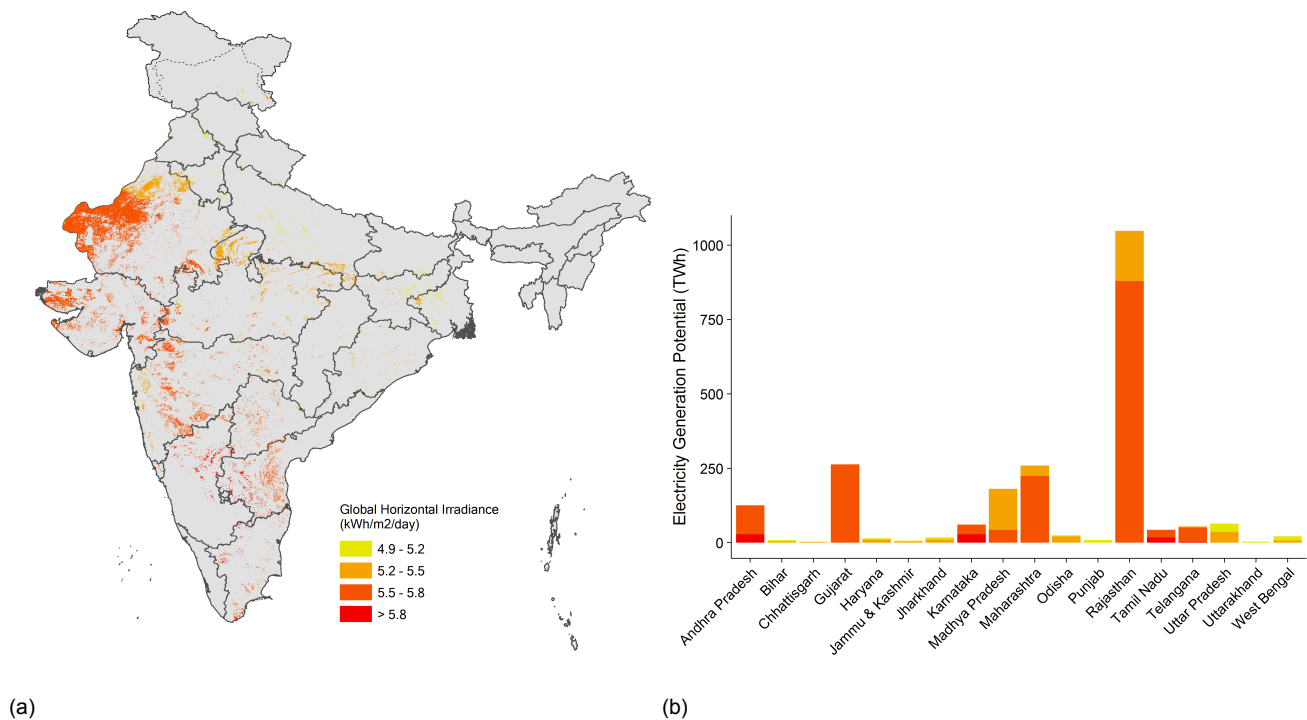 Global Horizontal Irradiance
(kWh/m2/day)
4.9 - 5.2
5.2 - 5.5
5.5 - 5.8
> 5.8
(a)
Electricity Generation Potential (TWh)
1000
750
500
250
0
Andhra Pradesh
Bihar
Chhattisgarh
Gujarat
Haryana
Jammu & Kashmir
Jharkhand
Karnataka
Madhya Pradesh
Maharashtra
Odisha
Punjab
Rajasthan
Tamil Nadu
Telangana
Uttar Pradesh
Uttarakhand
West Bengal
(b)